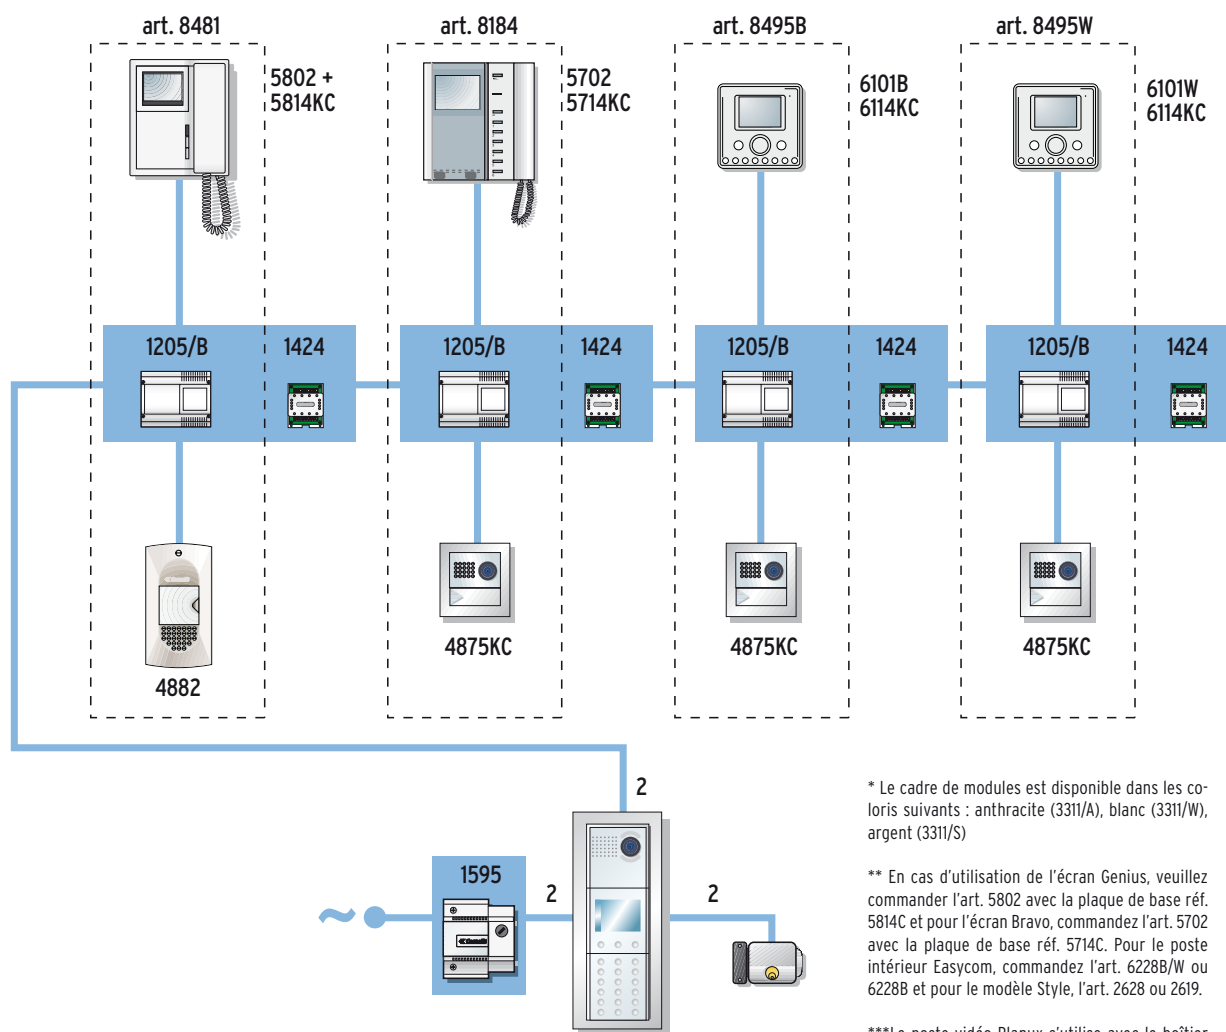 art. 8481
art. 8184
art. 8495B
art. 8495W
5802 +
5814KC
5702
5714KC
6101B
6114KC
6101W
6114KC
1205/B
1424
1205/B
1424
1205/B
1424
1205/B
1424
4882
4875KC
4875KC
4875KC
2
1595
2
2
* Le cadre de modules est disponible dans les co-
loris suivants : anthracite (3311/A), blanc (3311/W),
argent (3311/S)
** En cas d'utilisation de l'écran Genius, veuillez
commander l'art. 5802 avec la plaque de base réf.
5814C et pour l'écran Bravo, commandez l'art. 5702
avec la plaque de base réf. 5714C. Pour le poste
intérieur Easycom, commandez l'art. 6228B/W ou
6228B et pour le modèle Style, l'art. 2628 ou 2619.